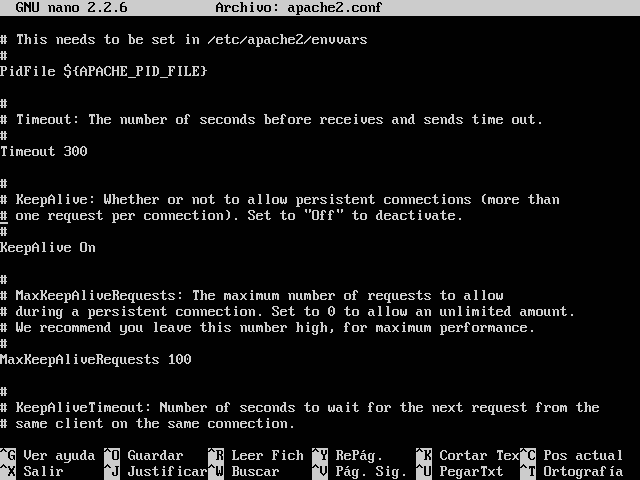 GNU nano 2.2.6 Archivo: apache2.conf
# This needs to be set in /etc/apache2/envvars
#
PidFile ${APACHE_PID_FILE}
#
# Timeout: The number of seconds before receives and sends time out.
#
Timeout 300
#
# KeepAlive: Whether or not to allow persistent connections (more than
# one request per connection). Set to "Off" to deactivate.
#
KeepAlive On
#
# MaxKeepAliveRequests: The maximum number of requests to allow
# during a persistent connection. Set to 0 to allow an unlimited amount.
# We recommend you leave this number high, for maximum performance.
#
MaxKeepAliveRequests 100
#
# KeepAliveTimeout: Number of seconds to wait for the next request from the
# same client on the same connection.
^G Ver ayuda ^O Guardar ^R Leer Fich ^Y RePág. ^K Cortar Tex ^C Pos actual
^X Salir ^J Justificar ^W Buscar ^V Pág. Sig. ^U PegarTxt ^T Ortografía